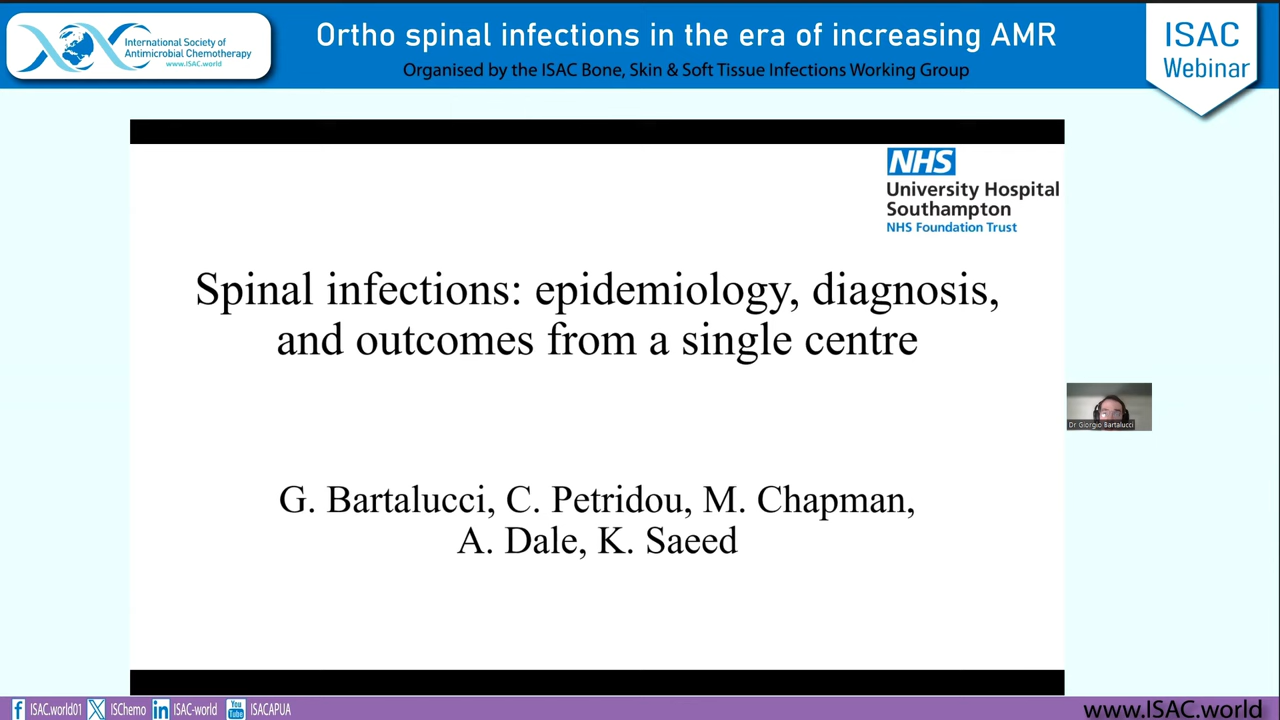 International Society of
Antimicrobial Chemotherapy
www.ISAC.world
Ortho spinal infections in the era of increasing AMR
Organised by the ISAC Bone, Skin & Soft Tissue Infections Working Group
ISAC
Webinar
NHS
University Hospital
Southampton
NHS Foundation Trust
Spinal infections: epidemiology, diagnosis,
and outcomes from a single centre
G. Bartalucci, C. Petridou, M. Chapman,
A. Dale, K. Saeed
Dr Giorgio Bartalucci
f ISAC.world01 X ISChemo in ISAC-world You Tube ISACAPUA
www.ISAC.world